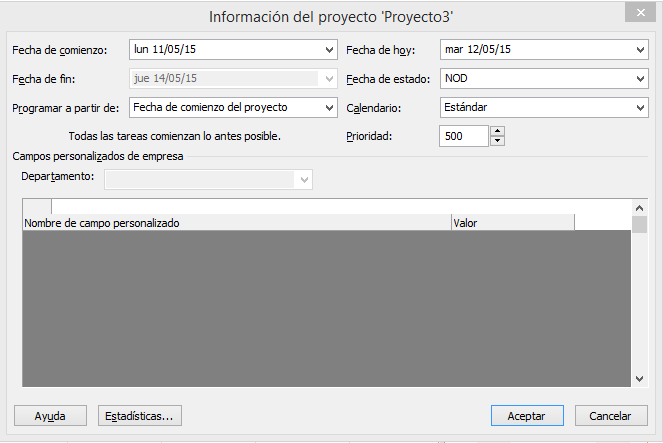 Información del proyecto 'Proyecto3'
Fecha de comienzo: lun 11/05/15 Fecha de hoy: mar 12/05/15
Fecha de fin: jue 14/05/15 Fecha de estado: NOD
Programar a partir de: Fecha de comienzo del proyecto Calendario: Estándar
Todas las tareas comienzan lo antes posible. Prioridad: 500
Campos personalizados de empresa
Departamento:
Nombre de campo personalizado Valor
Ayuda Estadísticas... Aceptar Cancelar